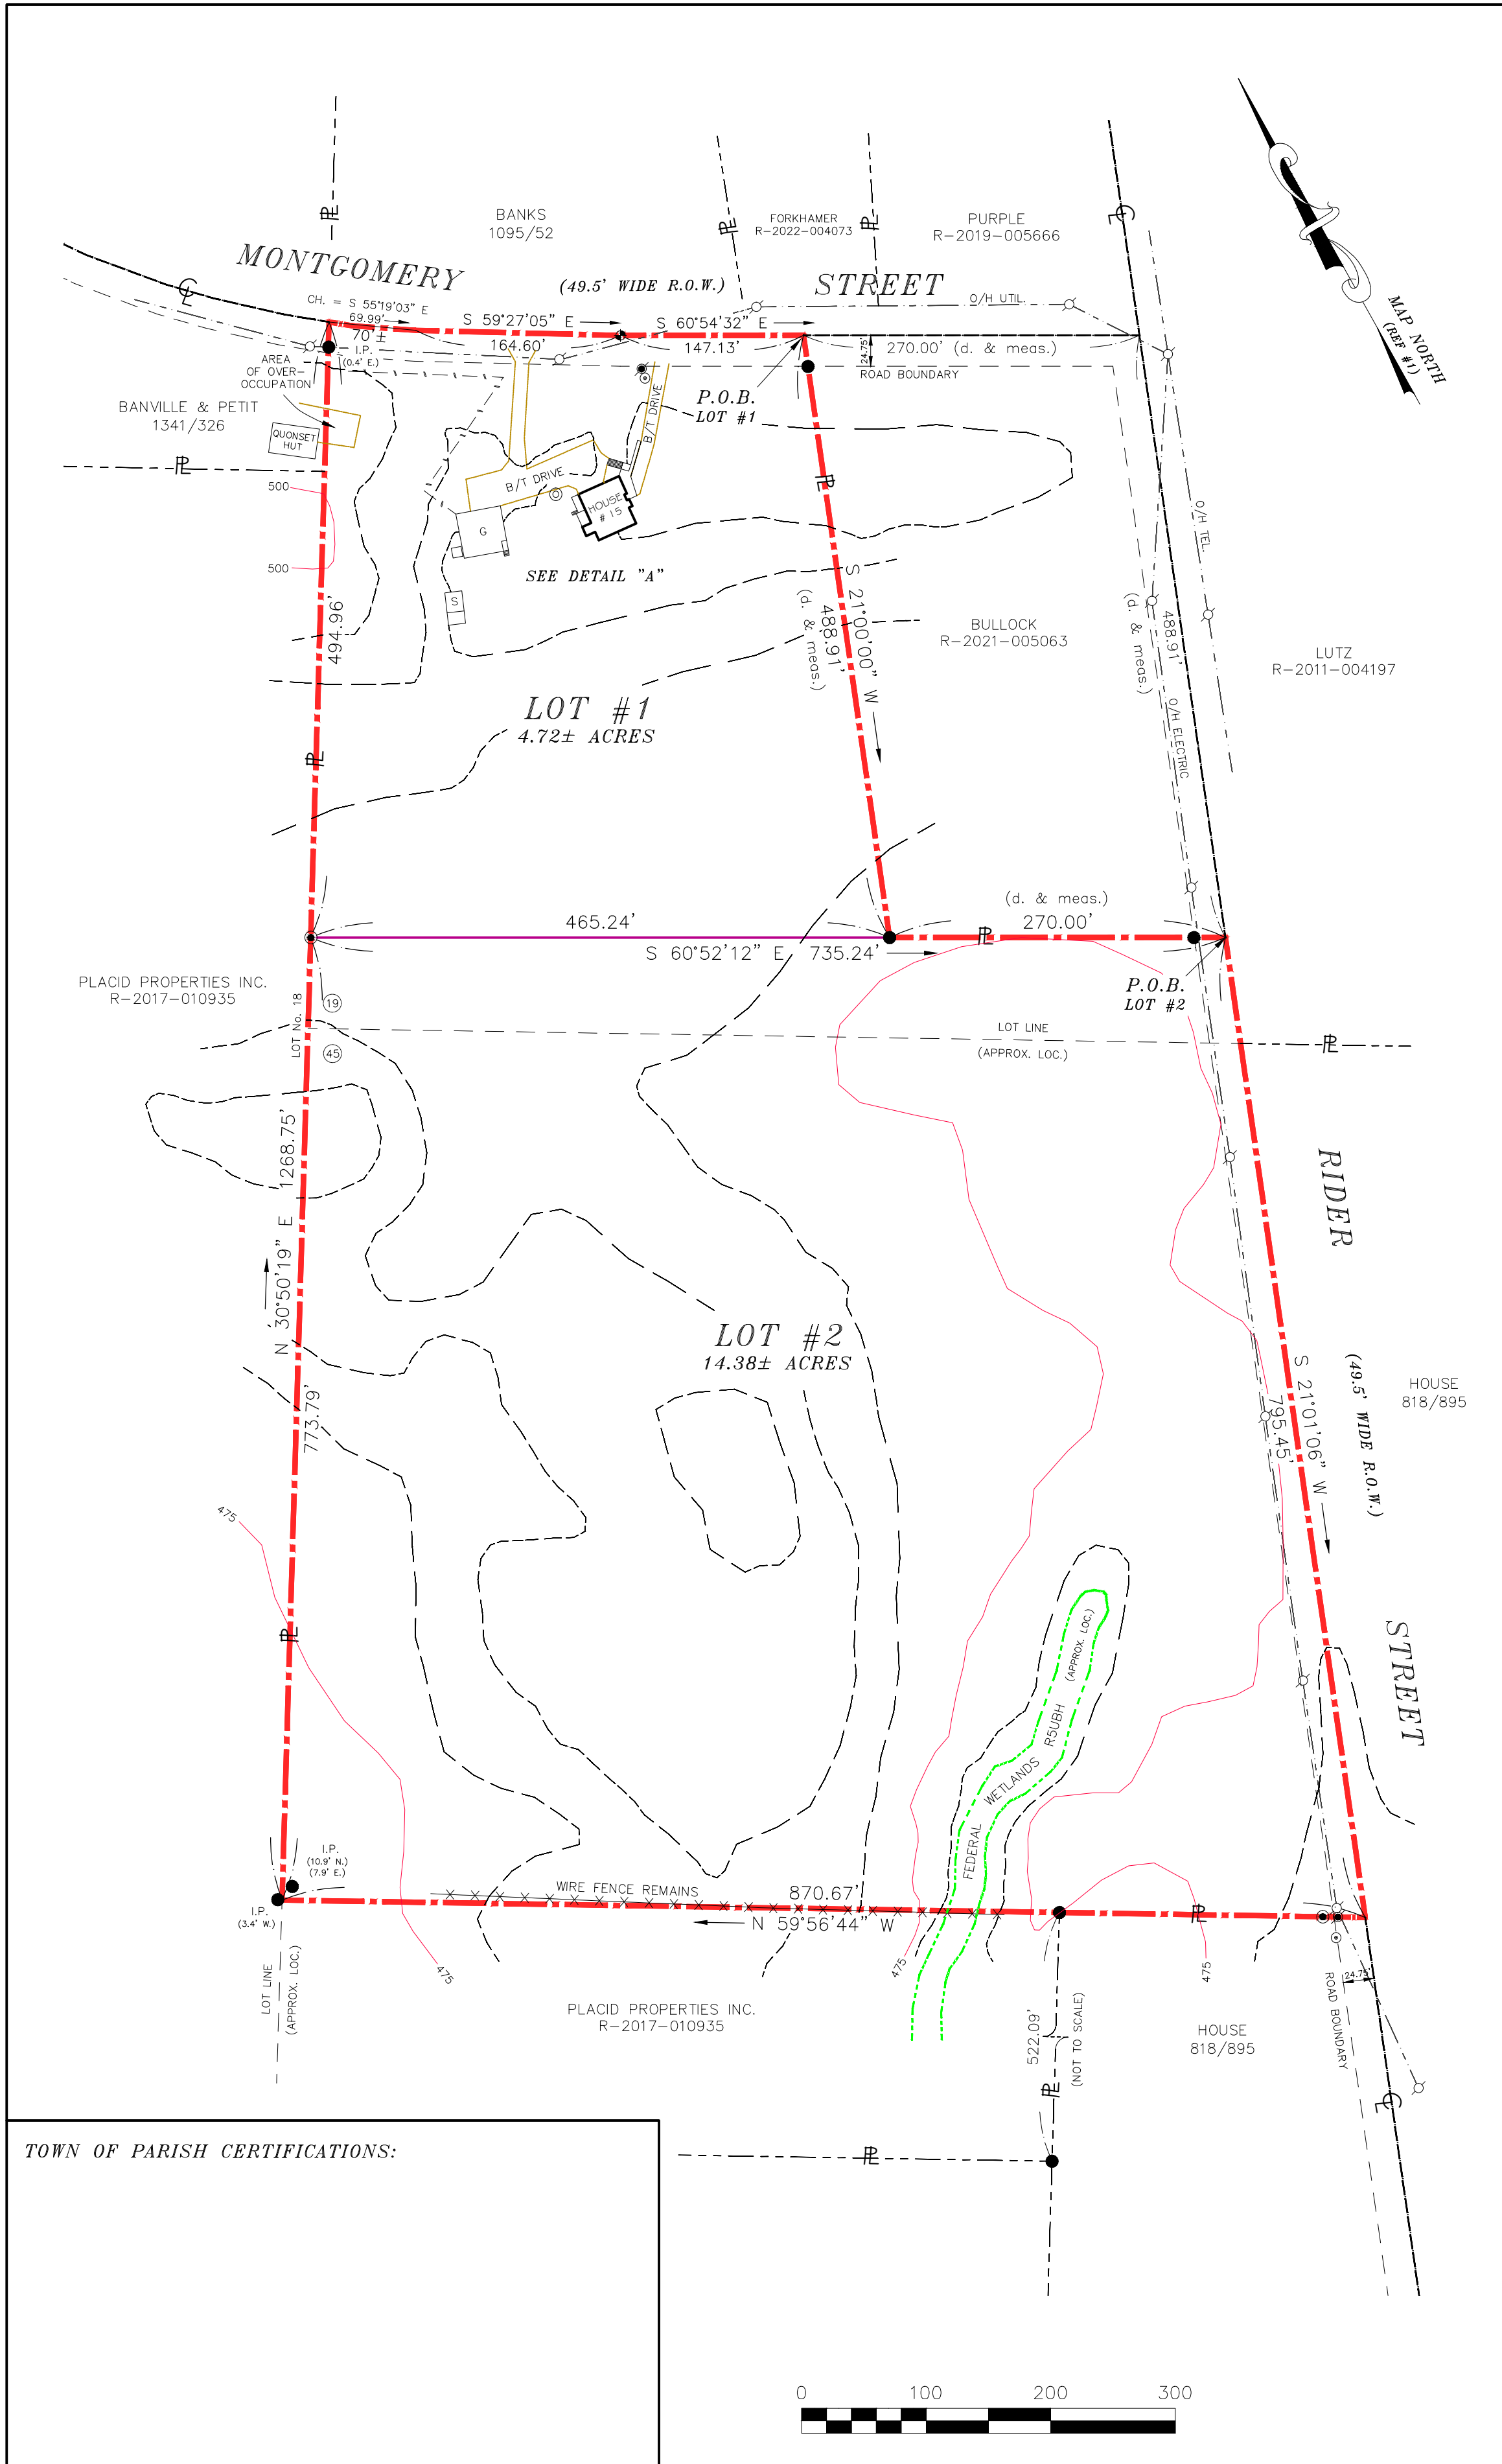 BANKS
1095/52
FORKHAMER
R-2022-004073
PURPLE
R-2019-005666
MONTGOMERY
STREET
(49.5' WIDE R.O.W.)
O/H UTIL.
MAP NORTH
(REF #1)
CH. = S 55°19'03" E
69.99'
70'±
I.P.
(0.4' E.)
S 59°27'05" E
164.60'
S 60°54'32" E
147.13'
24.75'
270.00' (d. & meas.)
ROAD BOUNDARY
AREA
OF OVER-
OCCUPATION
P.O.B.
LOT #1
BANVILLE & PETIT
1341/326
QUONSET
HUT
B/T DRIVE
B/T DRIVE
HOUSE
# 15
G
S
500
500
SEE DETAIL "A"
O/H TEL.
494.96'
S 21°00'00" W
488.91'
(d. & meas.)
BULLOCK
R-2021-005063
488.91'
(d. & meas.)
O/H ELECTRIC
LUTZ
R-2011-004197
LOT #1
4.72± ACRES
465.24'
(d. & meas.)
270.00'
S 60°52'12" E 735.24'
PLACID PROPERTIES INC.
R-2017-010935
P.O.B.
LOT #2
LOT No. 18
19
45
LOT LINE
(APPROX. LOC.)
N 30°50'19" E 1268.75'
773.79'
RIDER
STREET
(49.5' WIDE R.O.W.)
S 21°01'06" W
795.45'
LOT #2
14.38± ACRES
HOUSE
818/895
475
FEDERAL WETLANDS R5UBH
(APPROX. LOC.)
I.P.
(10.9' N.)
(7.9' E.)
I.P.
(3.4' W.)
WIRE FENCE REMAINS
870.67'
N 59°56'44" W
475
475
475
24.75'
LOT LINE
(APPROX. LOC.)
PLACID PROPERTIES INC.
R-2017-010935
522.09'
(NOT TO SCALE)
HOUSE
818/895
ROAD BOUNDARY
TOWN OF PARISH CERTIFICATIONS:
0 100 200 300